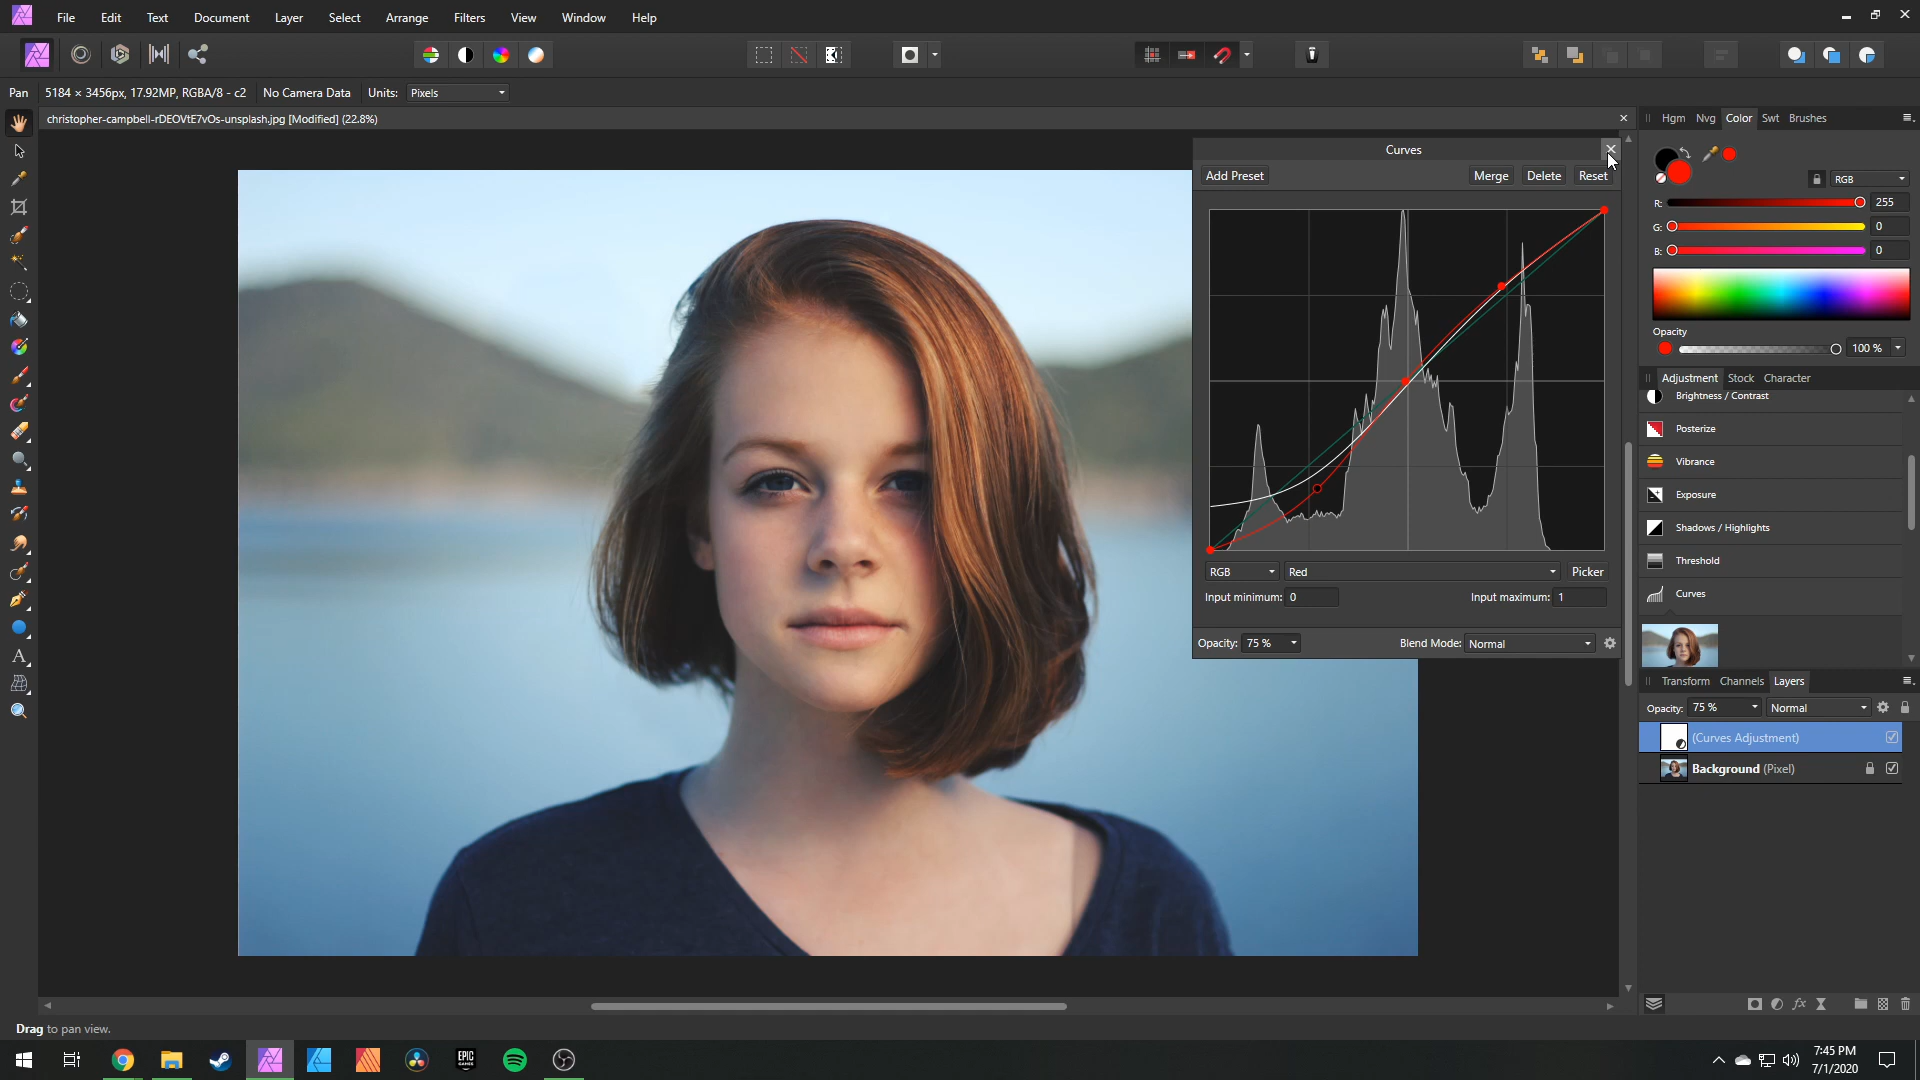 File Edit Text Document Layer Select Arrange Filters View Window Help
Pan 5184 × 3456px, 17.92MP, RGBA/8 - c2 No Camera Data Units: Pixels
christopher-campbell-rDEOVtE7vOs-unsplash.jpg [Modified] (22.8%)
Curves
Add Preset Merge Delete Reset
RGB Red Picker
Input minimum: 0 Input maximum: 1
Opacity: 75 % Blend Mode: Normal
Hgm Nvg Color Swt Brushes
RGB
R: 255
G: 0
B: 0
Opacity
100 %
Adjustment Stock Character
Brightness / Contrast
Posterize
Vibrance
Exposure
Shadows / Highlights
Threshold
Curves
Transform Channels Layers
Opacity: 75 % Normal
(Curves Adjustment)
Background (Pixel)
fx
A
Drag to pan view.
EPIC
GAMES
7:45 PM
7/1/2020